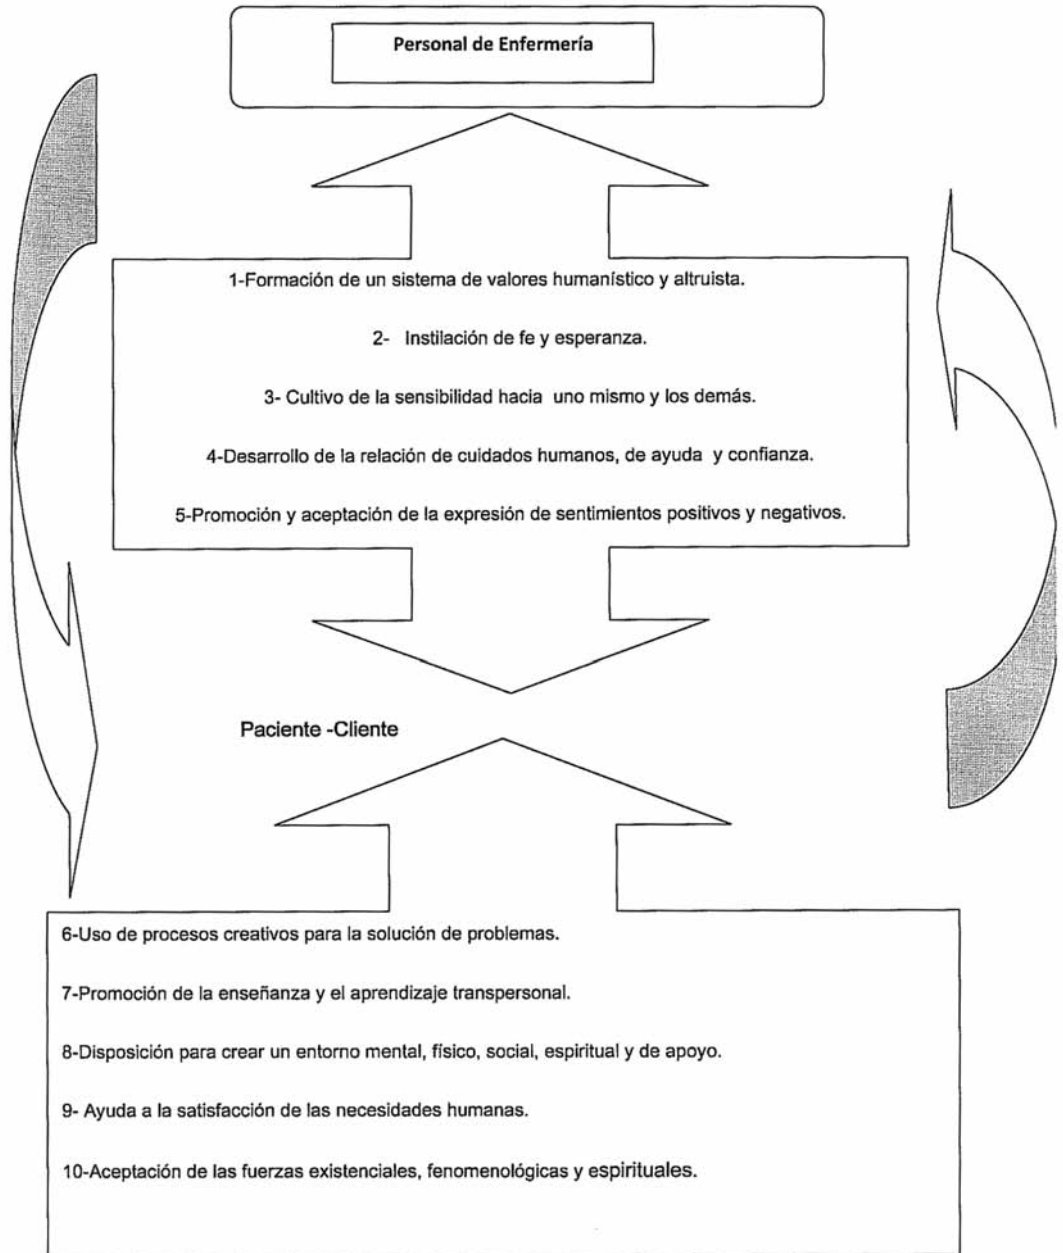 Personal de Enfermería
1-Formación de un sistema de valores humanístico y altruista.
2- Instilación de fe y esperanza.
3- Cultivo de la sensibilidad hacia uno mismo y los demás.
4-Desarrollo de la relación de cuidados humanos, de ayuda y confianza.
5-Promoción y aceptación de la expresión de sentimientos positivos y negativos.
Paciente -Cliente
6-Uso de procesos creativos para la solución de problemas.
7-Promoción de la enseñanza y el aprendizaje transpersonal.
8-Disposición para crear un entorno mental, físico, social, espiritual y de apoyo.
9- Ayuda a la satisfacción de las necesidades humanas.
10-Aceptación de las fuerzas existenciales, fenomenológicas y espirituales.